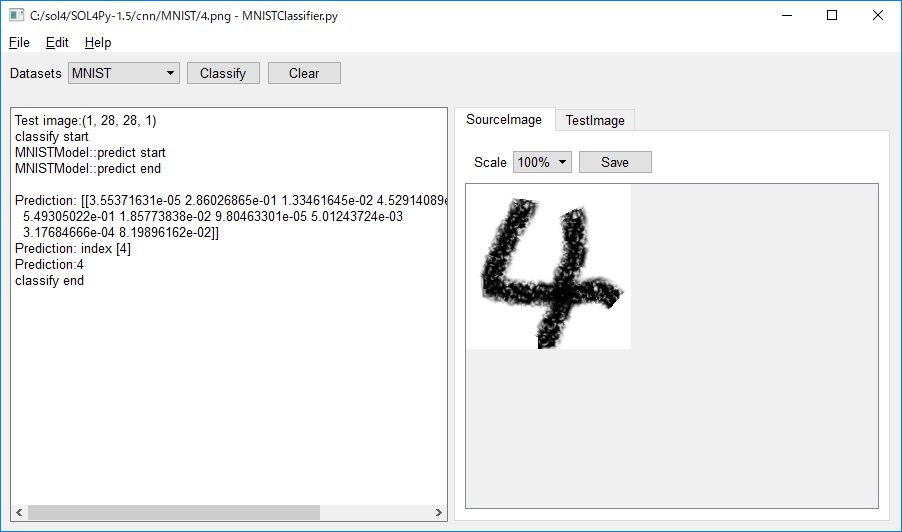 C:/sol4/SOL4Py-1.5/cnn/MNIST/4.png - MNISTClassifier.py
File Edit Help
Datasets MNIST Classify Clear
Test image:(1, 28, 28, 1)
classify start
MNISTModel::predict start
MNISTModel::predict end
Prediction: [[3.55371631e-05 2.86026865e-01 1.33461645e-02 4.52914089e
5.49305022e-01 1.85773838e-02 9.80463301e-05 5.01243724e-03
3.17684666e-04 8.19896162e-02]]
Prediction: index [4]
Prediction:4
classify end
SourceImage TestImage
Scale 100% Save
4